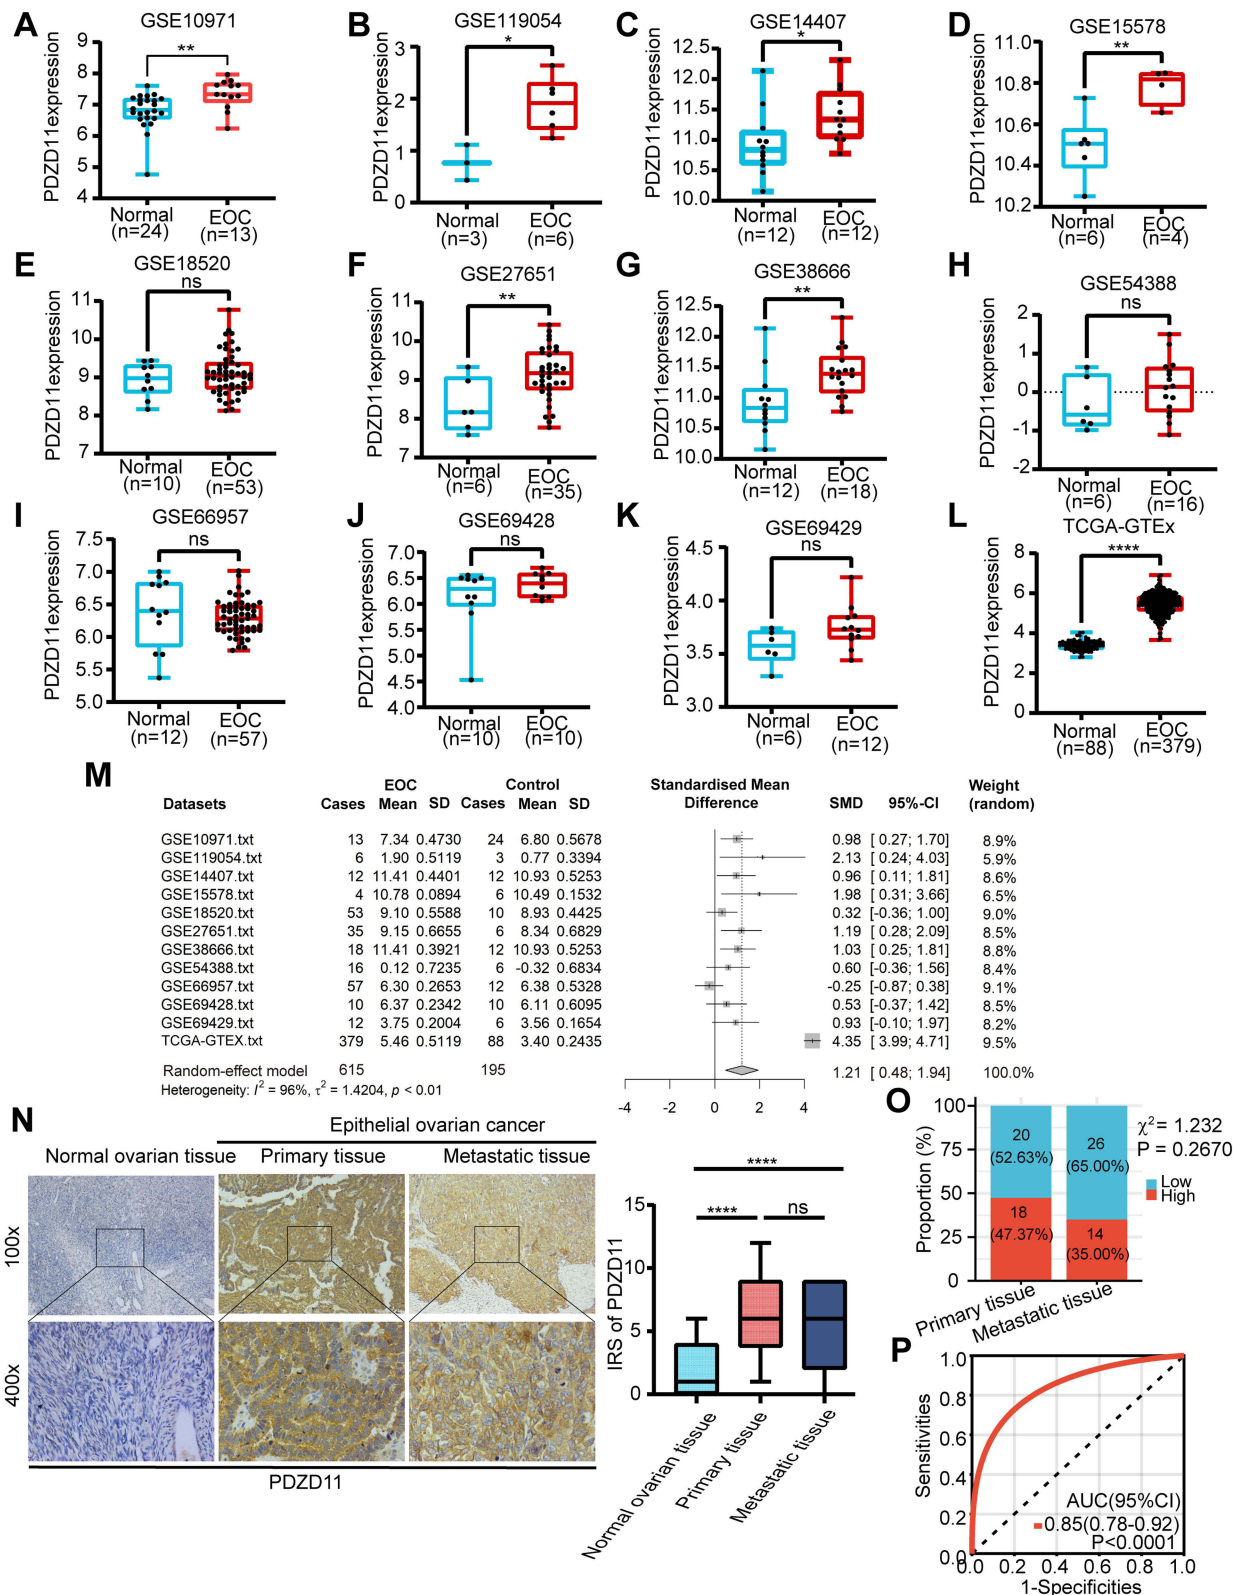 A
GSE10971
**
PDZD11expression
9
8
7
6
5
4
Normal
(n=24)
EOC
(n=13)
B
GSE119054
*
PDZD11expression
3
2
1
0
Normal
(n=3)
EOC
(n=6)
C
GSE14407
*
PDZD11expression
12.5
12.0
11.5
11.0
10.5
10.0
Normal
(n=12)
EOC
(n=12)
D
GSE15578
**
PDZD11expression
11.0
10.8
10.6
10.4
10.2
Normal
(n=6)
EOC
(n=4)
E
GSE18520
ns
PDZD11expression
11
10
9
8
7
Normal
(n=10)
EOC
(n=53)
F
GSE27651
**
PDZD11expression
11
10
9
8
7
Normal
(n=6)
EOC
(n=35)
G
GSE38666
**
PDZD11expression
12.5
12.0
11.5
11.0
10.5
10.0
Normal
(n=12)
EOC
(n=18)
H
GSE54388
ns
PDZD11expression
2
1
0
-1
-2
Normal
(n=6)
EOC
(n=16)
I
GSE66957
ns
PDZD11expression
7.5
7.0
6.5
6.0
5.5
5.0
Normal
(n=12)
EOC
(n=57)
J
GSE69428
ns
PDZD11expression
7.0
6.5
6.0
5.5
5.0
4.5
4.0
Normal
(n=10)
EOC
(n=10)
K
GSE69429
ns
PDZD11expression
4.5
4.0
3.5
3.0
Normal
(n=6)
EOC
(n=12)
L
TCGA-GTEx
****
PDZD11expression
8
6
4
2
0
Normal
(n=88)
EOC
(n=379)
M
EOC Control Standardised Mean Weight
Datasets Cases Mean SD Cases Mean SD Difference SMD 95%-CI (random)
GSE10971.txt 13 7.34 0.4730 24 6.80 0.5678 0.98 [ 0.27; 1.70] 8.9%
GSE119054.txt 6 1.90 0.5119 3 0.77 0.3394 2.13 [ 0.24; 4.03] 5.9%
GSE14407.txt 12 11.41 0.4401 12 10.93 0.5253 0.96 [ 0.11; 1.81] 8.6%
GSE15578.txt 4 10.78 0.0894 6 10.49 0.1532 1.98 [ 0.31; 3.66] 6.5%
GSE18520.txt 53 9.10 0.5588 10 8.93 0.4425 0.32 [-0.36; 1.00] 9.0%
GSE27651.txt 35 9.15 0.6655 6 8.34 0.6829 1.19 [ 0.28; 2.09] 8.5%
GSE38666.txt 18 11.41 0.3921 12 10.93 0.5253 1.03 [ 0.25; 1.81] 8.8%
GSE54388.txt 16 0.12 0.7235 6 -0.32 0.6834 0.60 [-0.36; 1.56] 8.4%
GSE66957.txt 57 6.30 0.2653 12 6.38 0.5328 -0.25 [-0.87; 0.38] 9.1%
GSE69428.txt 10 6.37 0.2342 10 6.11 0.6095 0.53 [-0.37; 1.42] 8.5%
GSE69429.txt 12 3.75 0.2004 6 3.56 0.1654 0.93 [-0.10; 1.97] 8.2%
TCGA-GTEX.txt 379 5.46 0.5119 88 3.40 0.2435 4.35 [ 3.99; 4.71] 9.5%
Random-effect model 615 195 1.21 [ 0.48; 1.94] 100.0%
Heterogeneity: I² = 96%, τ² = 1.4204, p < 0.01
-4 -2 0 2 4
N
Epithelial ovarian cancer
Normal ovarian tissue Primary tissue Metastatic tissue
100x
400x
PDZD11
****
**** ns
IRS of PDZD11
15
10
5
0
Normal ovarian tissue
Primary tissue
Metastatic tissue
O
Proportion (%)
100
75
50
25
0
20
(52.63%)
18
(47.37%)
26
(65.00%)
14
(35.00%)
χ²= 1.232
P = 0.2670
Low
High
Primary tissue
Metastatic tissue
P
Sensitivities
1.0
0.8
0.6
0.4
0.2
0.0
AUC(95%CI)
0.85(0.78-0.92)
P<0.0001
0.0 0.2 0.4 0.6 0.8 1.0
1-Specificities